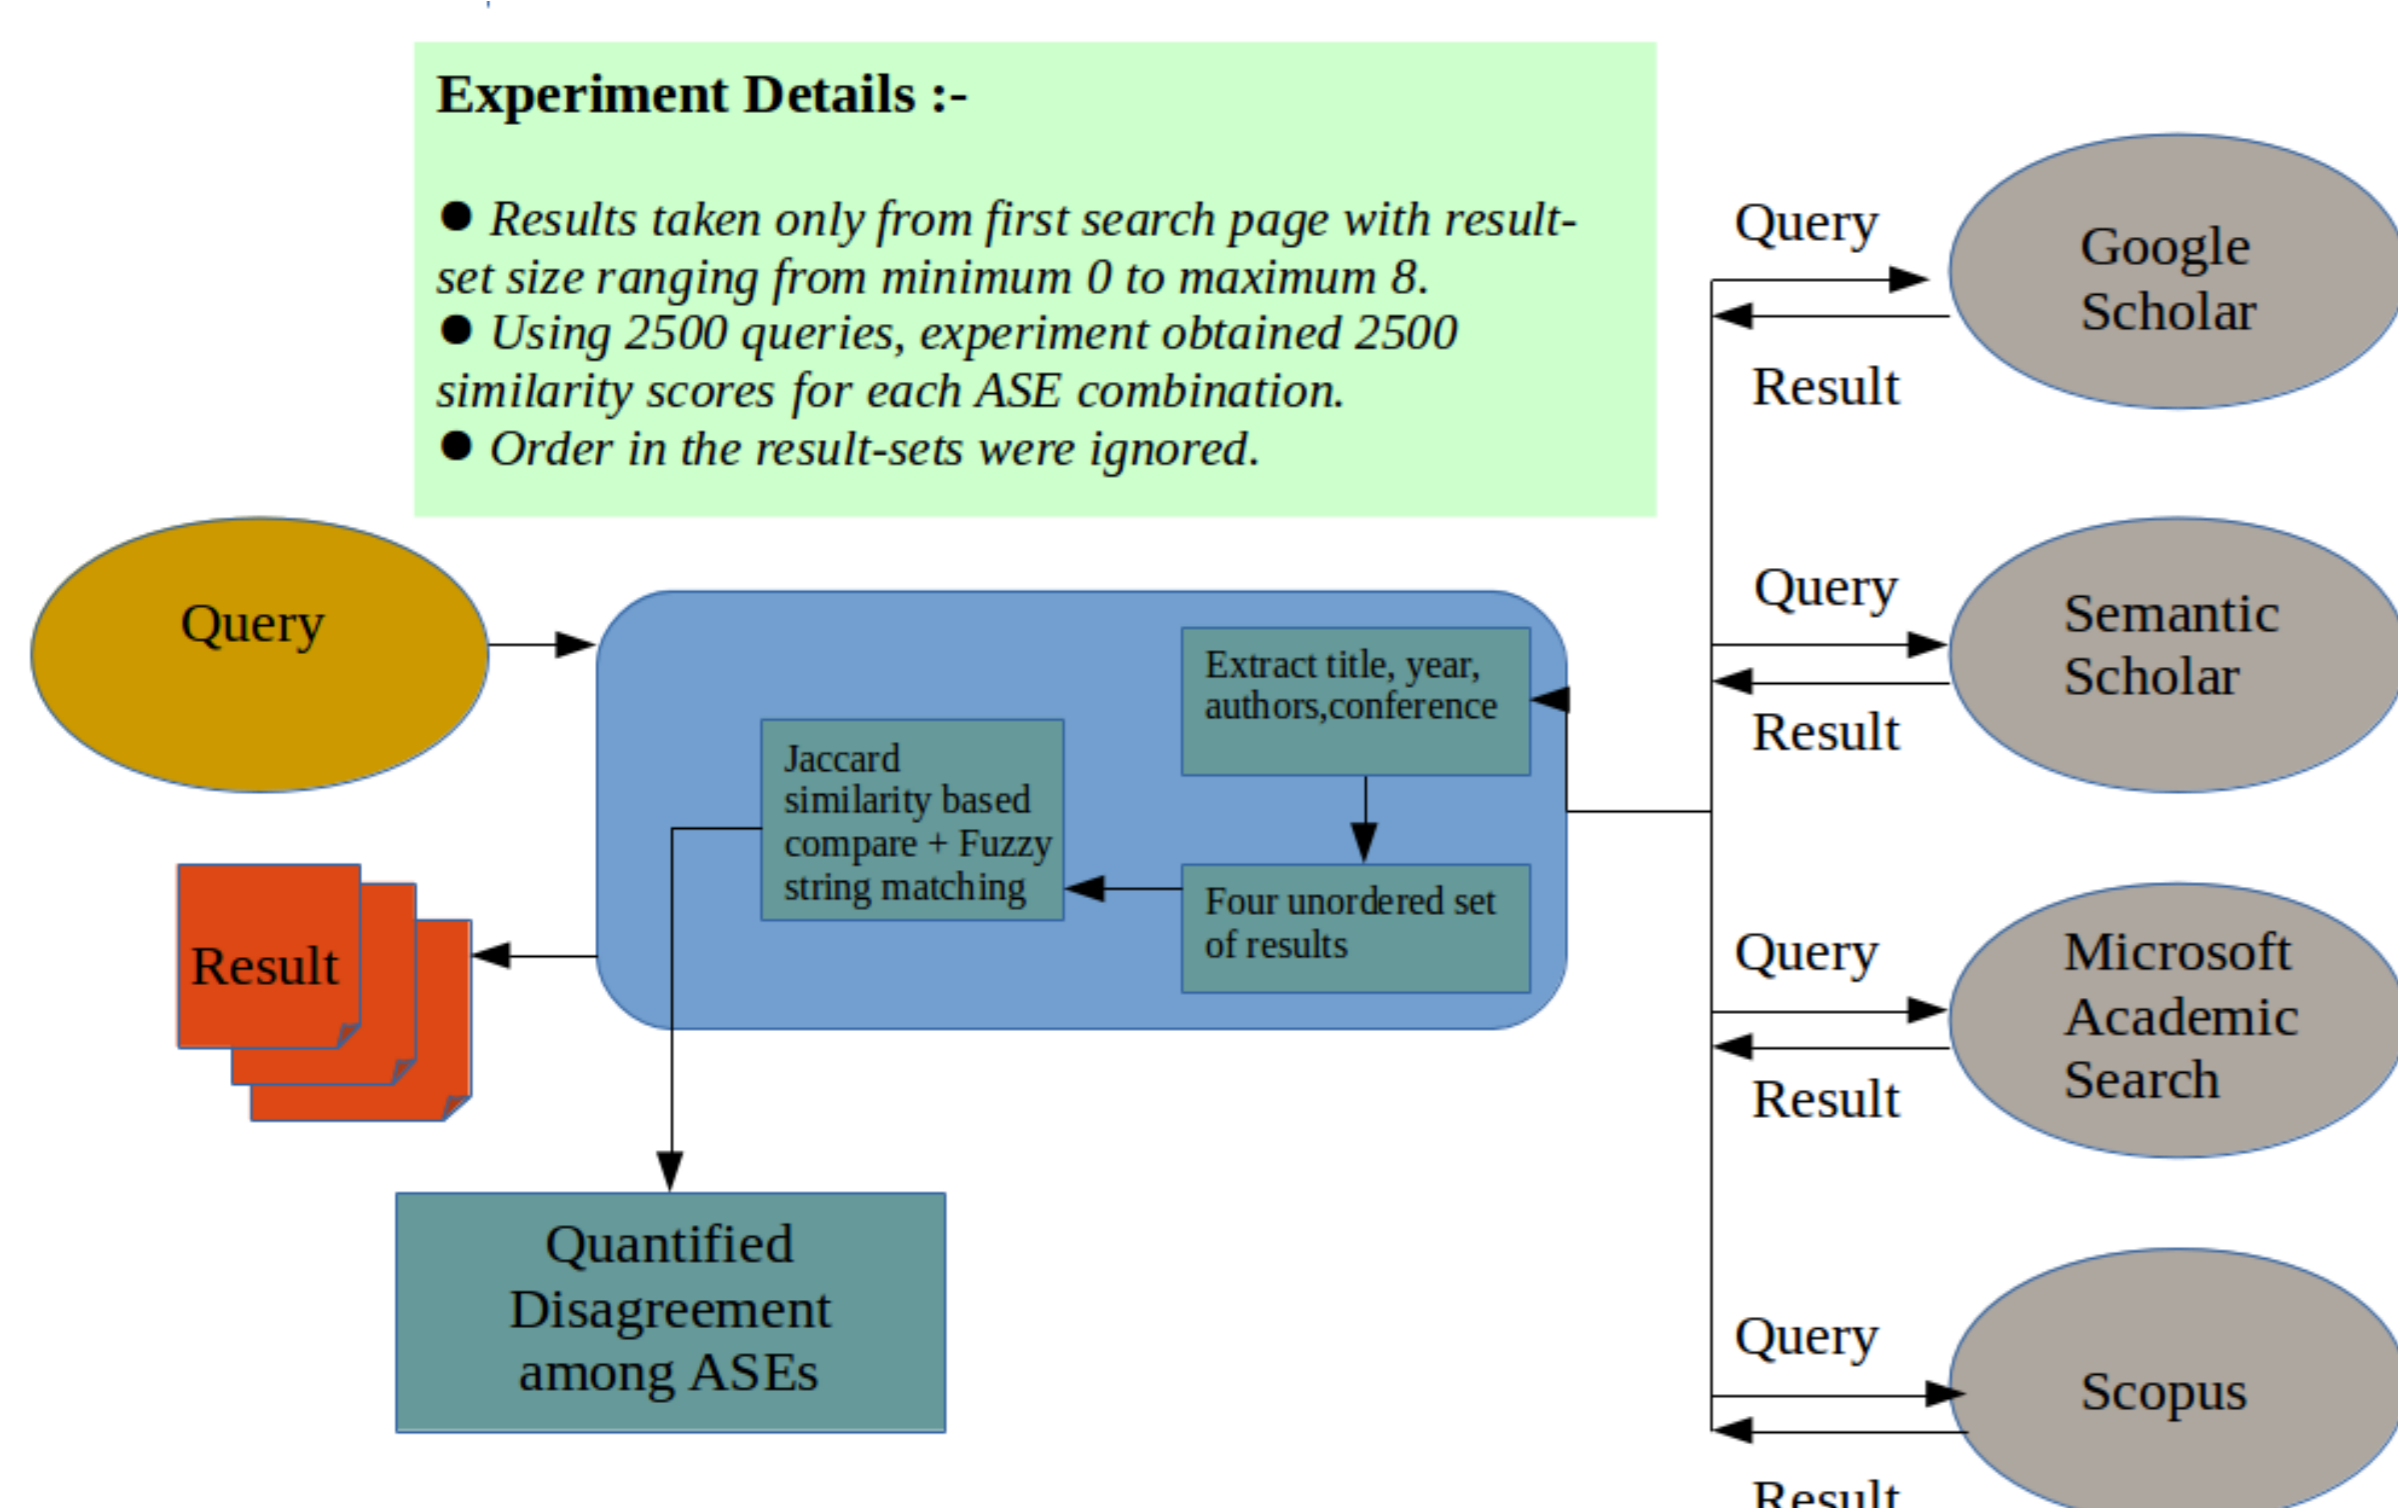 Experiment Details :-
● Results taken only from first search page with result-
set size ranging from minimum 0 to maximum 8.
● Using 2500 queries, experiment obtained 2500
similarity scores for each ASE combination.
● Order in the result-sets were ignored.
Query
Google
Scholar
Result
Query
Semantic
Scholar
Result
Query
Extract title, year,
authors,conference
Jaccard
similarity based
compare + Fuzzy
string matching
Four unordered set
of results
Result
Query
Microsoft
Academic
Search
Result
Quantified
Disagreement
among ASEs
Query
Scopus
Result